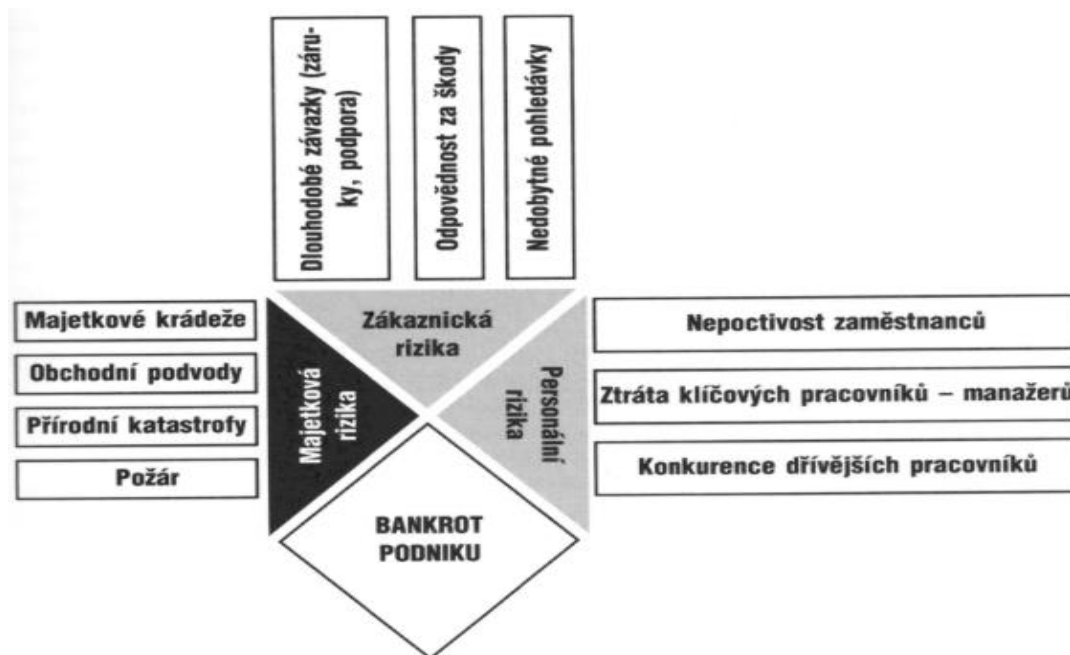 Dlouhodobé závazky (záru-
ky, podpora)
Odpovědnost za škody
Nedobytné pohledávky
Majetkové krádeže
Obchodní podvody
Přírodní katastrofy
Požár
Majetková
rizika
Zákaznická
rizika
Personální
rizika
Nepoctivost zaměstnanců
Ztráta klíčových pracovníků – manažerů
Konkurence dřívějších pracovníků
BANKROT
PODNIKU